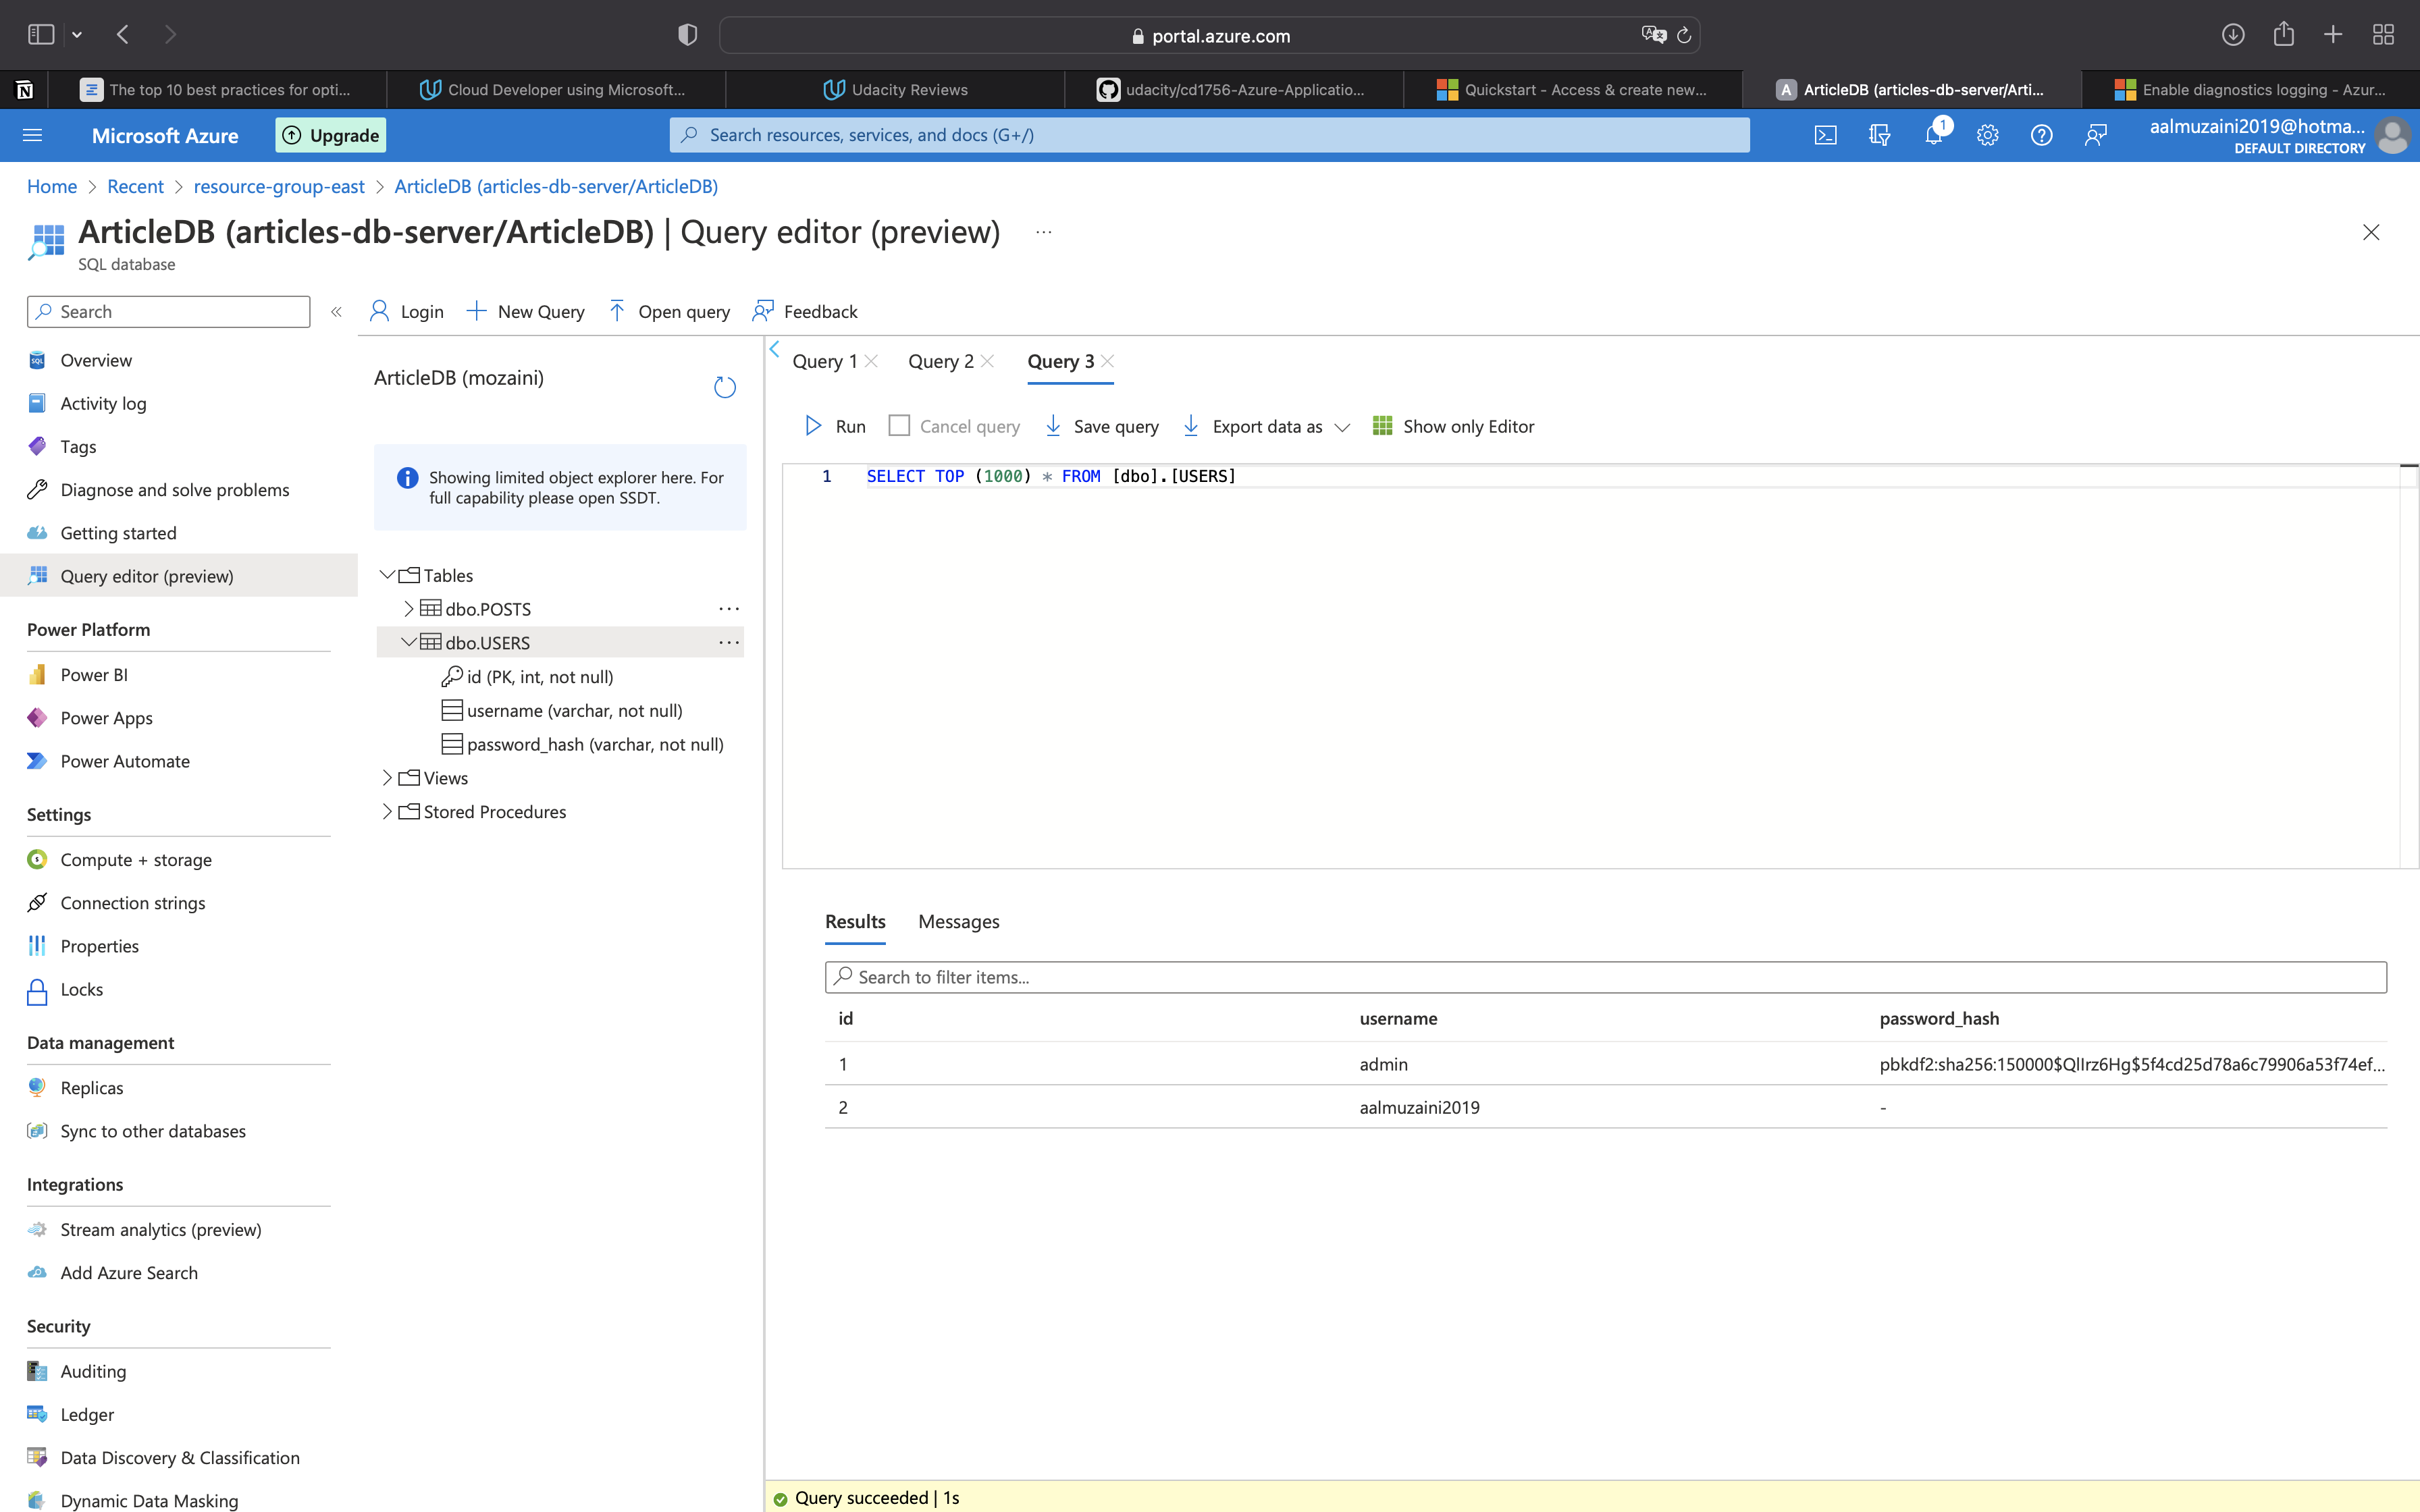 portal.azure.com
The top 10 best practices for opti...
Cloud Developer using Microsoft...
Udacity Reviews
udacity/cd1756-Azure-Applicatio...
Quickstart - Access & create new...
ArticleDB (articles-db-server/Arti...
Enable diagnostics logging - Azur...
Microsoft Azure
Upgrade
Search resources, services, and docs (G+/)
1
aalmuzaini2019@hotma...
DEFAULT DIRECTORY
Home > Recent > resource-group-east > ArticleDB (articles-db-server/ArticleDB)
ArticleDB (articles-db-server/ArticleDB) | Query editor (preview) ...
SQL database
Search
Overview
Activity log
Tags
Diagnose and solve problems
Getting started
Query editor (preview)
Power Platform
Power BI
Power Apps
Power Automate
Settings
Compute + storage
Connection strings
Properties
Locks
Data management
Replicas
Sync to other databases
Integrations
Stream analytics (preview)
Add Azure Search
Security
Auditing
Ledger
Data Discovery & Classification
Dynamic Data Masking
Login
New Query
Open query
Feedback
ArticleDB (mozaini)
Showing limited object explorer here. For
full capability please open SSDT.
Tables
dbo.POSTS
dbo.USERS
id (PK, int, not null)
username (varchar, not null)
password_hash (varchar, not null)
Views
Stored Procedures
Query 1
Query 2
Query 3
Run
Cancel query
Save query
Export data as
Show only Editor
1 SELECT TOP (1000) * FROM [dbo].[USERS]
Results
Messages
Search to filter items...
id username password_hash
1 admin pbkdf2:sha256:150000$QlIrz6Hg$5f4cd25d78a6c79906a53f74ef...
2 aalmuzaini2019 -
Query succeeded | 1s